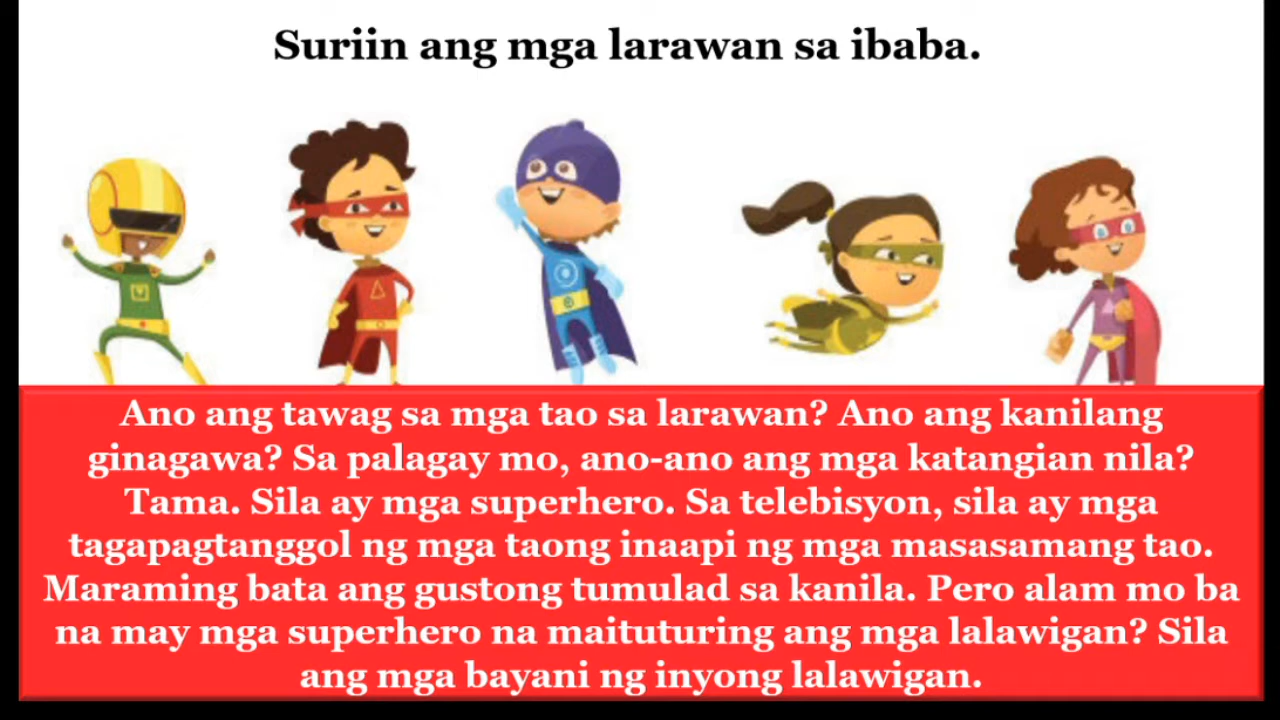 Suriin ang mga larawan sa ibaba.
Ano ang tawag sa mga tao sa larawan? Ano ang kanilang
ginagawa? Sa palagay mo, ano-ano ang mga katangian nila?
Tama. Sila ay mga superhero. Sa telebisyon, sila ay mga
tagapagtanggol ng mga taong inaapi ng mga masasamang tao.
Maraming bata ang gustong tumulad sa kanila. Pero alam mo ba
na may mga superhero na maituturing ang mga lalawigan? Sila
ang mga bayani ng inyong lalawigan.